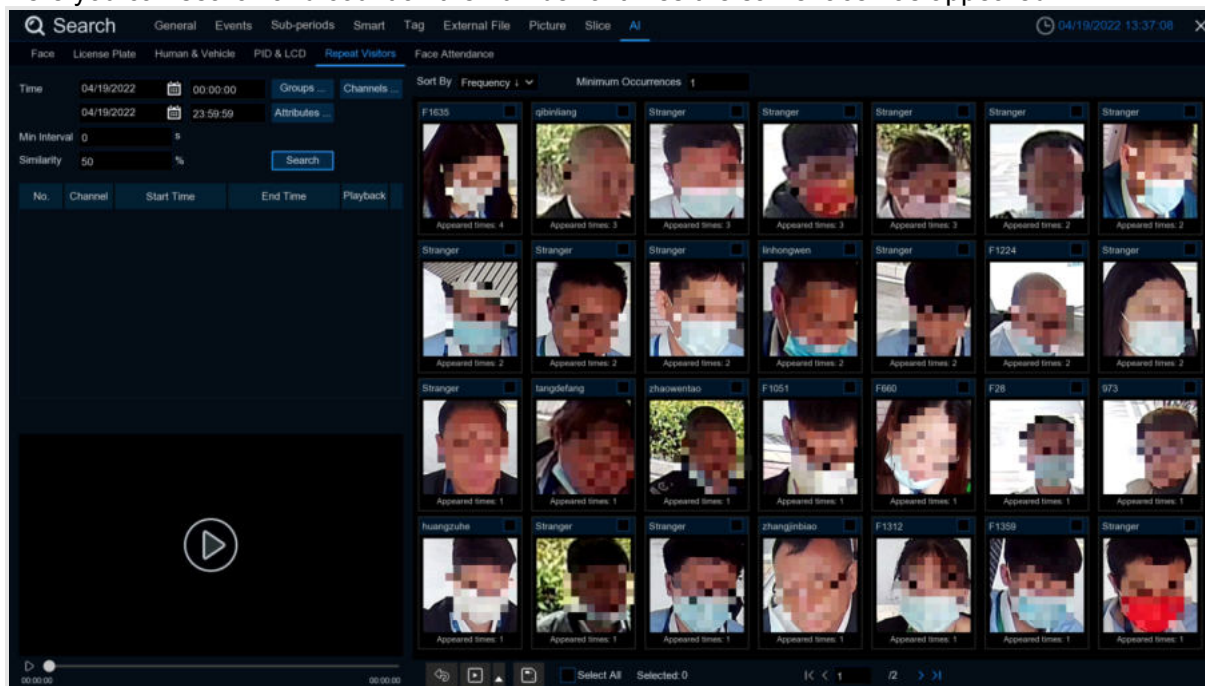 Search General Events Sub-periods Smart Tag External File Picture Slice AI 04/19/2022 13:37:08 X
Face License Plate Human & Vehicle PID & LCD Repeat Visitors Face Attendance
Time 04/19/2022 00:00:00 Groups ... Channels ...
04/19/2022 23:59:59 Attributes ...
Min Interval 0 s
Similarity 50 % Search
No. Channel Start Time End Time Playback
00:00:00 00:00:00
Sort By Frequency ↓ Minimum Occurrences 1
F1635 qibinliang Stranger Stranger Stranger Stranger Stranger
Appeared times: 4 Appeared times: 3 Appeared times: 3 Appeared times: 3 Appeared times: 3 Appeared times: 2 Appeared times: 2
Stranger Stranger Stranger linhongwen Stranger F1224 Stranger
Appeared times: 2 Appeared times: 2 Appeared times: 2 Appeared times: 2 Appeared times: 2 Appeared times: 2 Appeared times: 2
Stranger tangdefang zhaowentao F1051 F660 F28 973
Appeared times: 1 Appeared times: 1 Appeared times: 1 Appeared times: 1 Appeared times: 1 Appeared times: 1 Appeared times: 1
huangzuhe Stranger Stranger zhangjinbiao F1312 F1359 Stranger
Appeared times: 1 Appeared times: 1 Appeared times: 1 Appeared times: 1 Appeared times: 1 Appeared times: 1 Appeared times: 1
Select All Selected: 0 1 /2